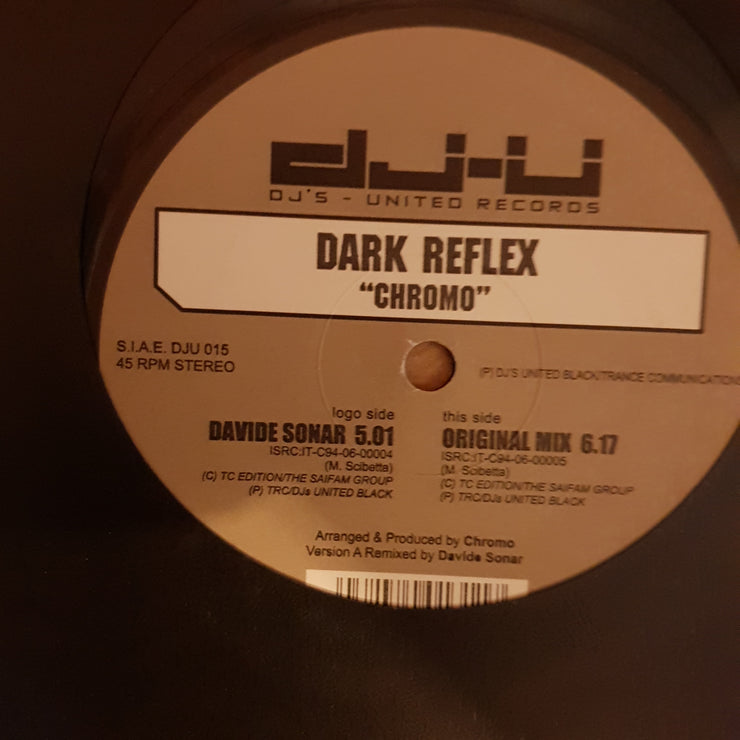 dj-u
DJ'S - UNITED RECORDS
DARK REFLEX
“CHROMO”
S.I.A.E. DJU 015
45 RPM STEREO
(P) DJ'S UNITED BLACK/TRANCE COMMUNICATION
logo side
DAVIDE SONAR 5.01
ISRC:IT-C94-06-00004
(M. Scibetta)
(C) TC EDITION/THE SAIFAM GROUP
(P) TRC/DJs UNITED BLACK
this side
ORIGINAL MIX 6.17
ISRC:IT-C94-06-00005
(M. Scibetta)
(C) TC EDITION/THE SAIFAM GROUP
(P) TRC/DJs UNITED BLACK
Arranged & Produced by Chromo
Version A Remixed by Davide Sonar